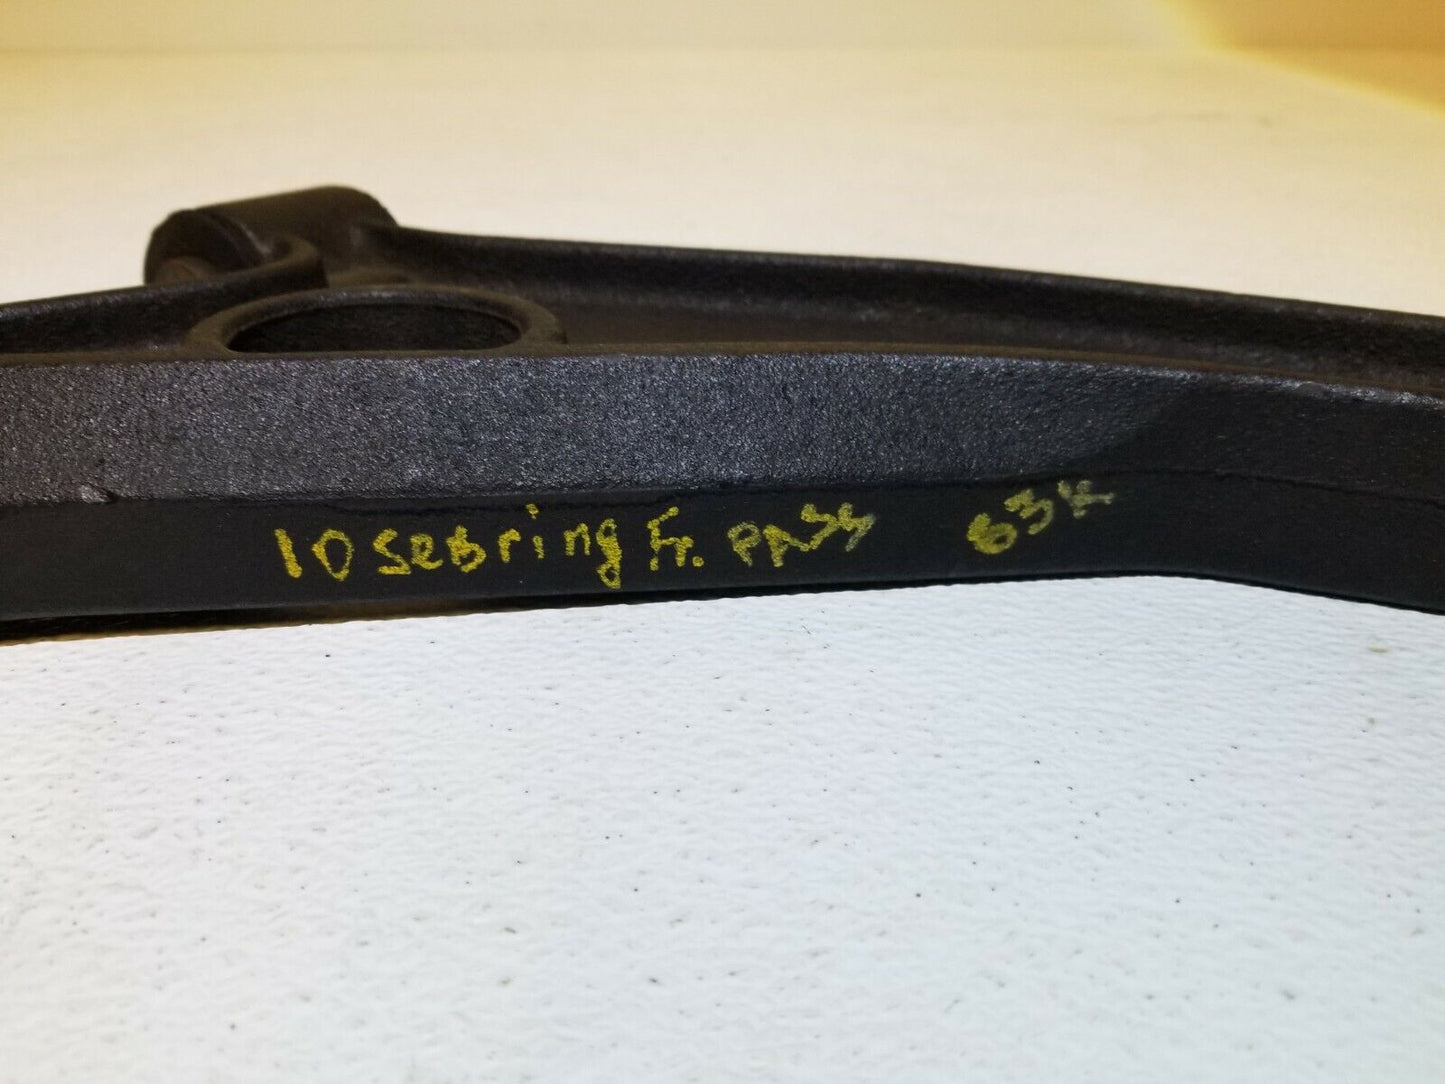 10 Sebring Fr. PASS 63K